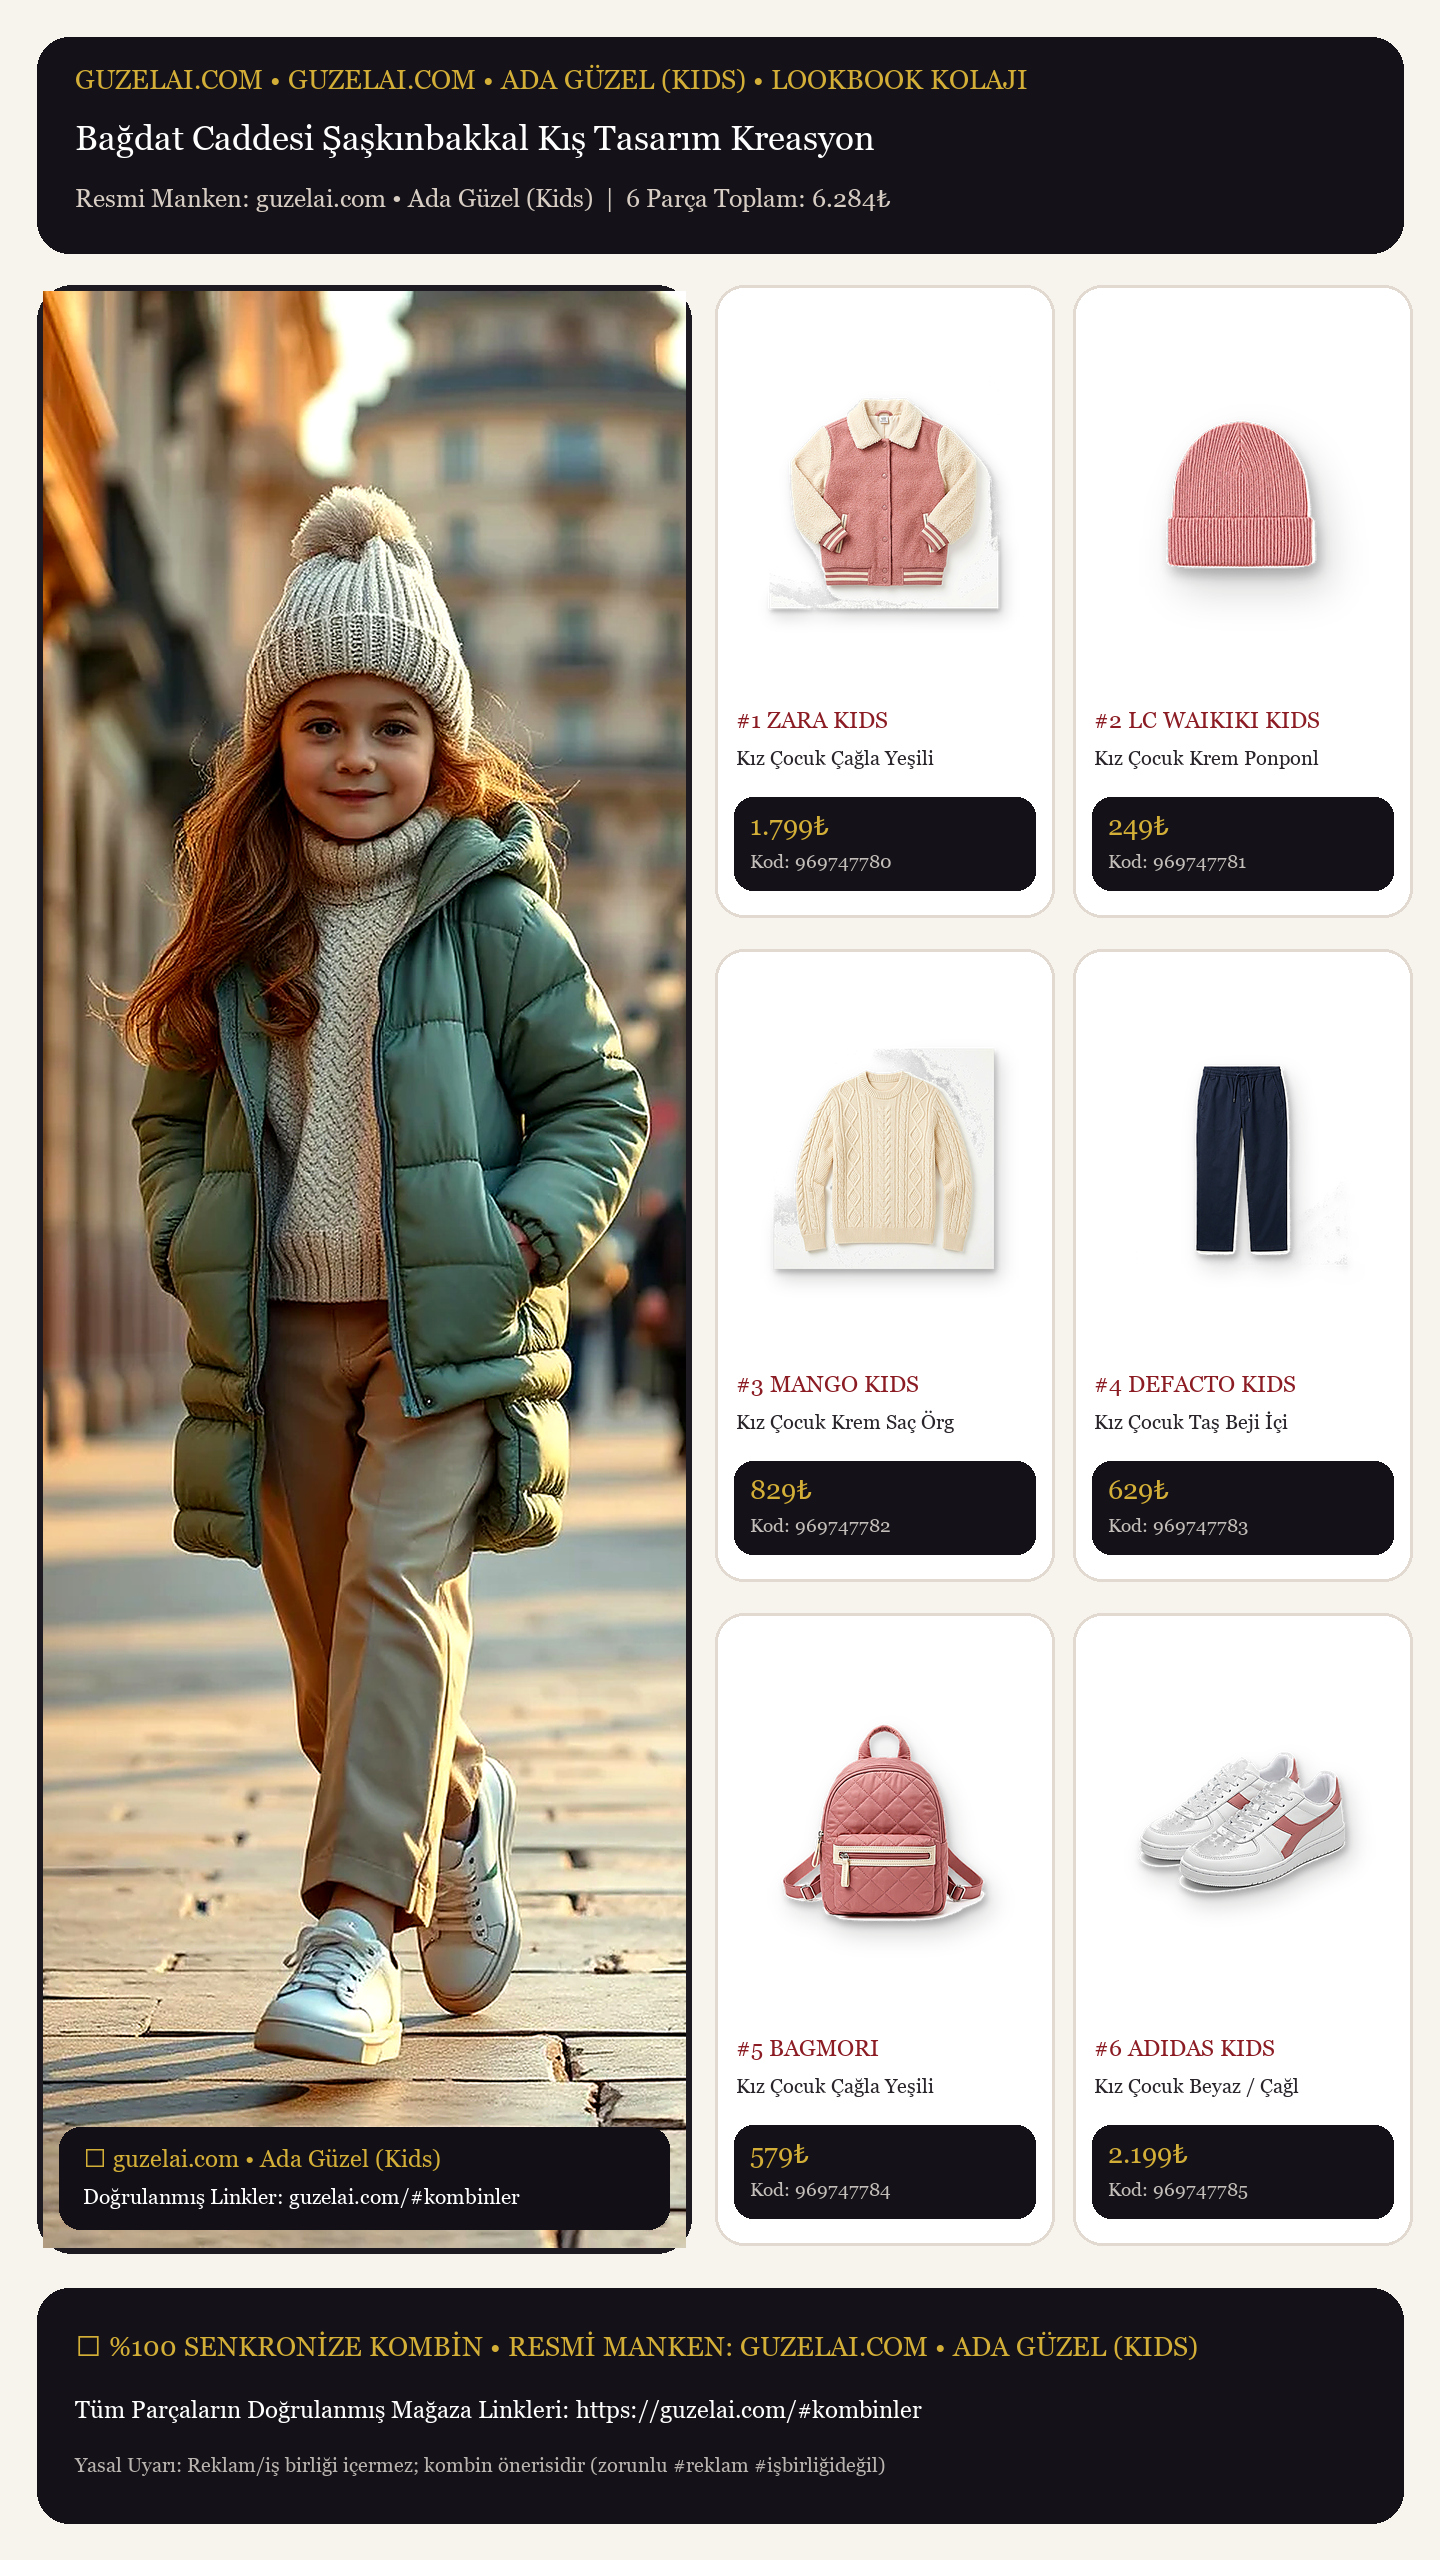 GUZELAI.COM • GUZELAI.COM • ADA GÜZEL (KIDS) • LOOKBOOK KOLAJI
Bağdat Caddesi Şaşkınbakkal Kış Tasarım Kreasyon
Resmi Manken: guzelai.com • Ada Güzel (Kids) | 6 Parça Toplam: 6.284₺
#1 ZARA KIDS
Kız Çocuk Çağla Yeşili
1.799₺
Kod: 969747780
#2 LC WAIKIKI KIDS
Kız Çocuk Krem Ponponl
249₺
Kod: 969747781
#3 MANGO KIDS
Kız Çocuk Krem Saç Örg
829₺
Kod: 969747782
#4 DEFACTO KIDS
Kız Çocuk Taş Beji İçi
629₺
Kod: 969747783
#5 BAGMORI
Kız Çocuk Çağla Yeşili
579₺
Kod: 969747784
#6 ADIDAS KIDS
Kız Çocuk Beyaz / Çağl
2.199₺
Kod: 969747785
☐ guzelai.com • Ada Güzel (Kids)
Doğrulanmış Linkler: guzelai.com/#kombinler
☐ %100 SENKRONİZE KOMBİN • RESMİ MANKEN: GUZELAI.COM • ADA GÜZEL (KIDS)
Tüm Parçaların Doğrulanmış Mağaza Linkleri: https://guzelai.com/#kombinler
Yasal Uyarı: Reklam/iş birliği içermez; kombin önerisidir (zorunlu #reklam #işbirliğideğil)